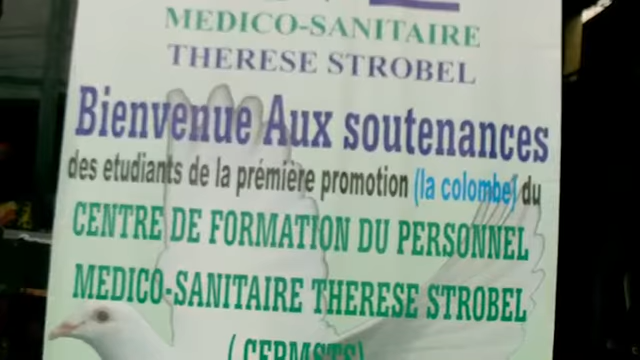 MEDICO-SANITAIRE
THERESE STROBEL
Bienvenue Aux soutenances
des etudiants de la prémière promotion (la colombe) du
CENTRE DE FORMATION DU PERSONNEL
MEDICO-SANITAIRE THERESE STROBEL